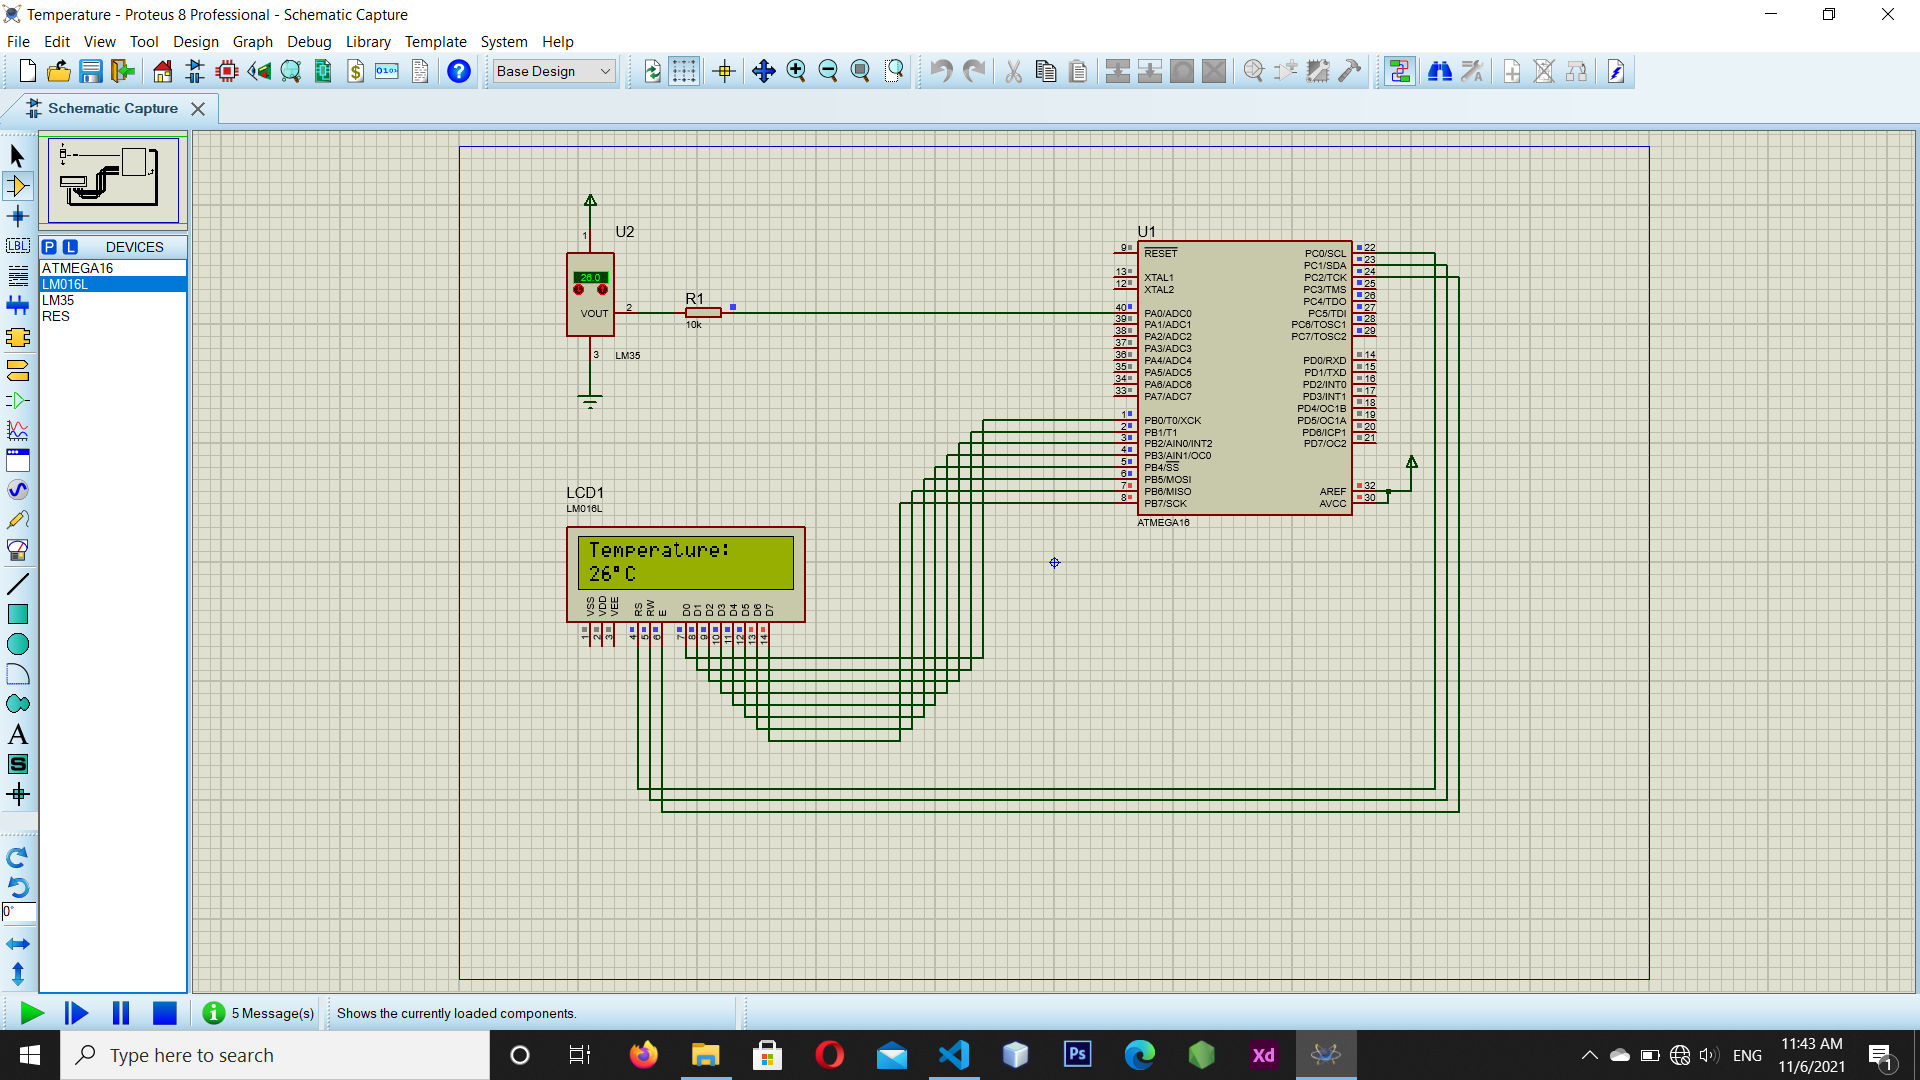 Temperature - Proteus 8 Professional - Schematic Capture
File Edit View Tool Design Graph Debug Library Template System Help
Base Design
Schematic Capture
P L DEVICES
ATMEGA16
LM016L
LM35
RES
LBL
A
S
0°
U2
1
26.0
VOUT
2
3
LM35
R1
10k
U1
9 RESET
13 XTAL1
12 XTAL2
40 PA0/ADC0
39 PA1/ADC1
38 PA2/ADC2
37 PA3/ADC3
36 PA4/ADC4
35 PA5/ADC5
34 PA6/ADC6
33 PA7/ADC7
1 PB0/T0/XCK
2 PB1/T1
3 PB2/AIN0/INT2
4 PB3/AIN1/OC0
5 PB4/SS
6 PB5/MOSI
7 PB6/MISO
8 PB7/SCK
PC0/SCL 22
PC1/SDA 23
PC2/TCK 24
PC3/TMS 25
PC4/TDO 26
PC5/TDI 27
PC6/TOSC1 28
PC7/TOSC2 29
PD0/RXD 14
PD1/TXD 15
PD2/INT0 16
PD3/INT1 17
PD4/OC1B 18
PD5/OC1A 19
PD6/ICP1 20
PD7/OC2 21
AREF 32
AVCC 30
ATMEGA16
LCD1
LM016L
Temperature:
26°C
VSS VDD VEE RS RW E D0 D1 D2 D3 D4 D5 D6 D7
1 2 3 4 5 6 7 8 9 10 11 12 13 14
5 Message(s) Shows the currently loaded components.
Type here to search
Ps
Xd
ENG
11:43 AM
11/6/2021
1